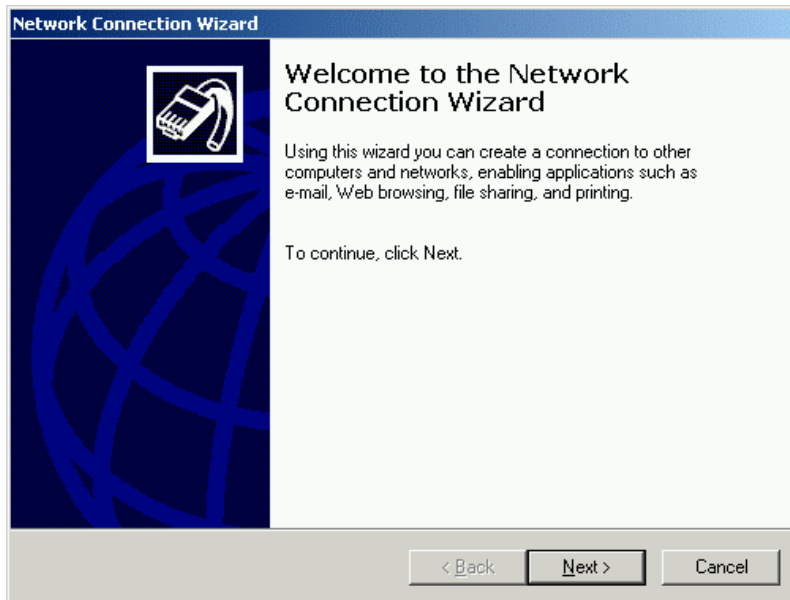 Network Connection Wizard
Welcome to the Network
Connection Wizard
Using this wizard you can create a connection to other
computers and networks, enabling applications such as
e-mail, Web browsing, file sharing, and printing.
To continue, click Next.
< Back
Next >
Cancel